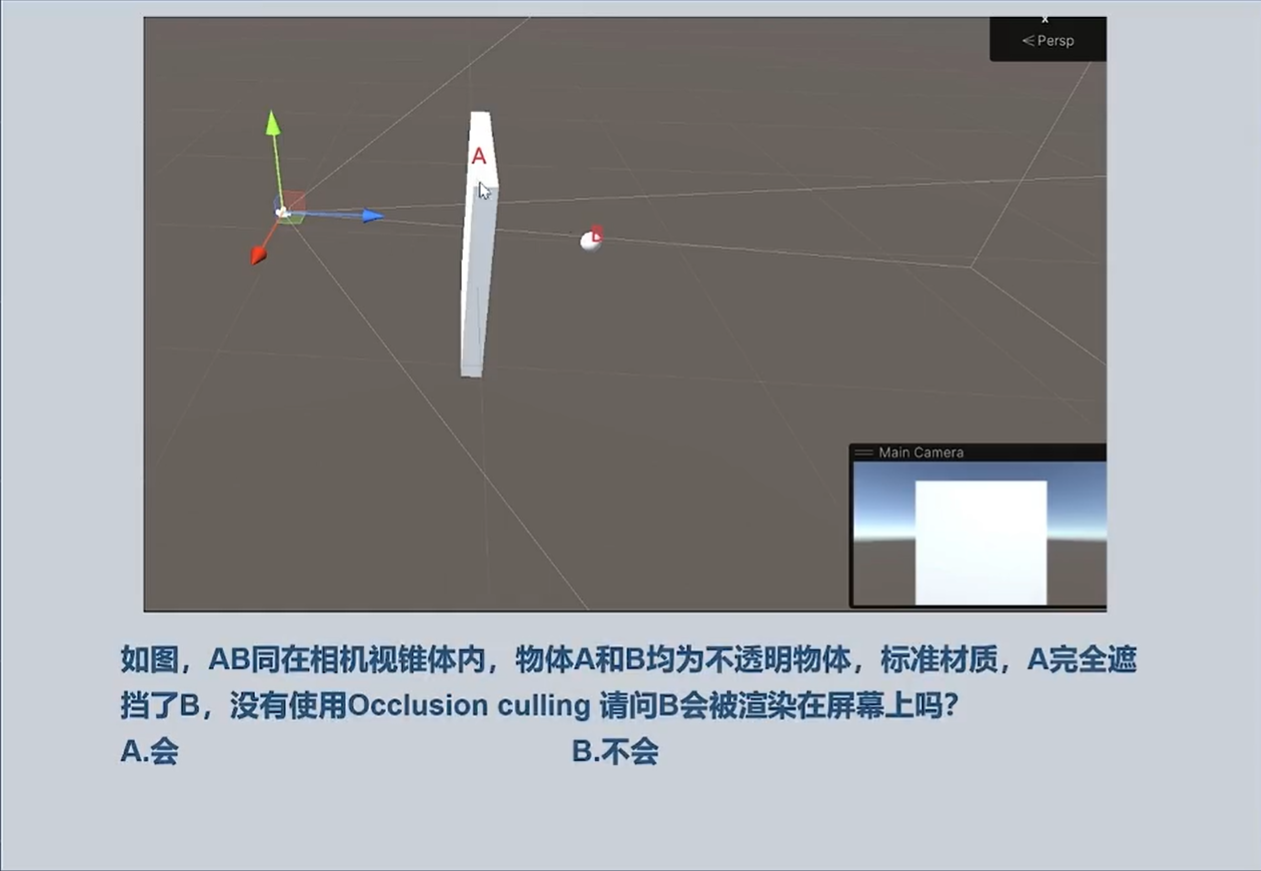 x
< Persp
A
B
Main Camera
如图，AB同在相机视锥体内，物体A和B均为不透明物体，标准材质，A完全遮
挡了B，没有使用Occlusion culling 请问B会被渲染在屏幕上吗？
A.会 B.不会